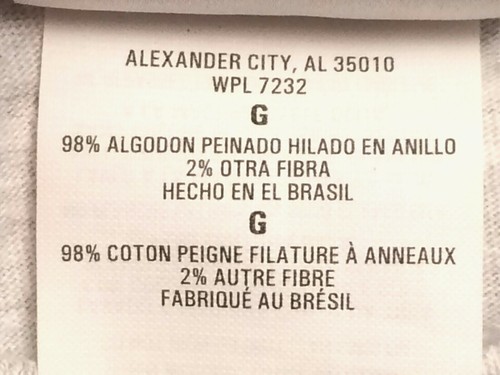 ALEXANDER CITY, AL 35010
WPL 7232
G
98% ALGODON PEINADO HILADO EN ANILLO
2% OTRA FIBRA
HECHO EN EL BRASIL
G
98% COTON PEIGNE FILATURE À ANNEAUX
2% AUTRE FIBRE
FABRIQUÉ AU BRÉSIL